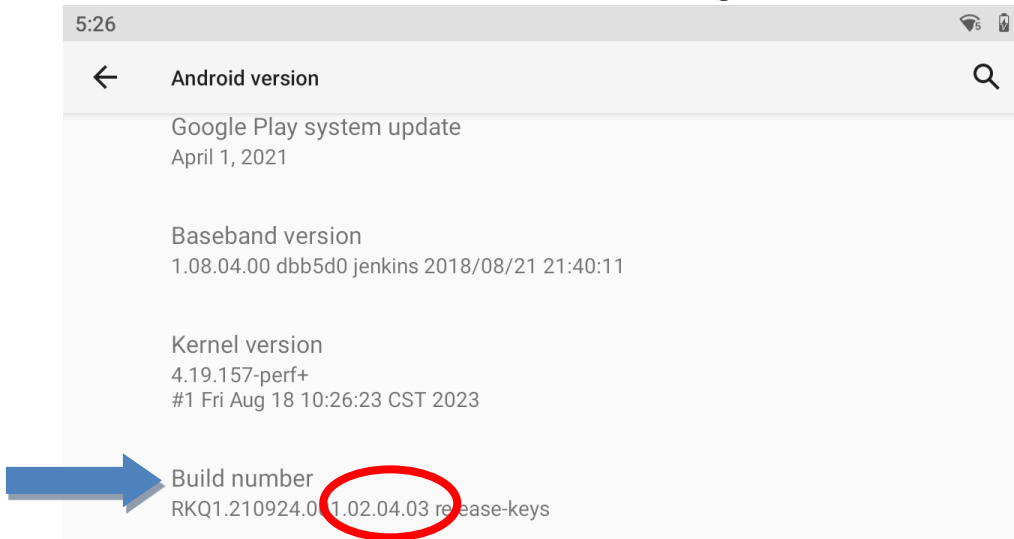 5:26
5
Android version
Google Play system update
April 1, 2021
Baseband version
1.08.04.00 dbb5d0 jenkins 2018/08/21 21:40:11
Kernel version
4.19.157-perf+
#1 Fri Aug 18 10:26:23 CST 2023
Build number
RKQ1.210924.001.02.04.03 release-keys